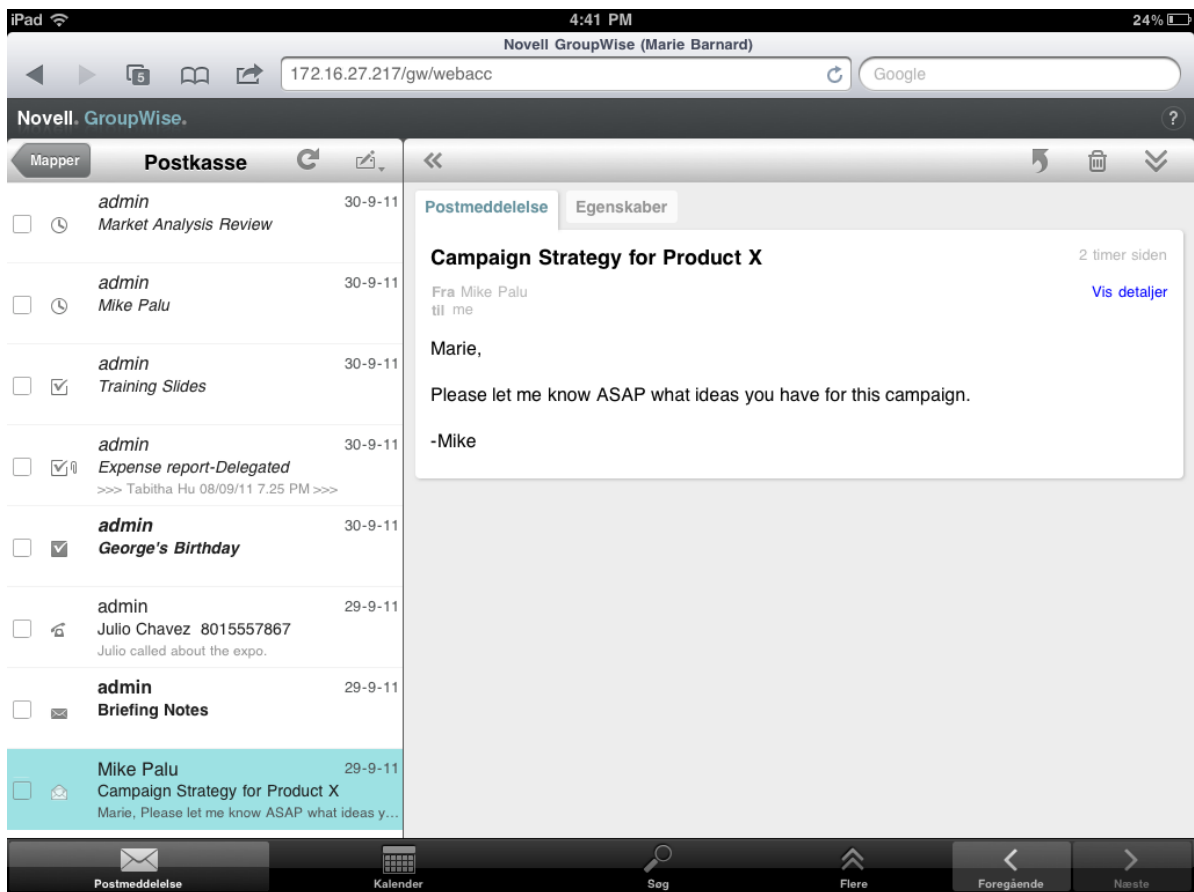 iPad 4:41 PM 24%
Novell GroupWise (Marie Barnard)
5 172.16.27.217/gw/webacc Google
Novell. GroupWise. ?
Mapper Postkasse
admin 30-9-11
Market Analysis Review
admin 30-9-11
Mike Palu
admin 30-9-11
Training Slides
admin 30-9-11
Expense report-Delegated
>>> Tabitha Hu 08/09/11 7.25 PM >>>
admin 30-9-11
George's Birthday
admin 29-9-11
Julio Chavez 8015557867
Julio called about the expo.
admin 29-9-11
Briefing Notes
Mike Palu 29-9-11
Campaign Strategy for Product X
Marie, Please let me know ASAP what ideas y...
Postmeddelelse Egenskaber
Campaign Strategy for Product X 2 timer siden
Fra Mike Palu Vis detaljer
til me
Marie,
Please let me know ASAP what ideas you have for this campaign.
-Mike
Postmeddelelse Kalender Søg Flere Foregående Næste